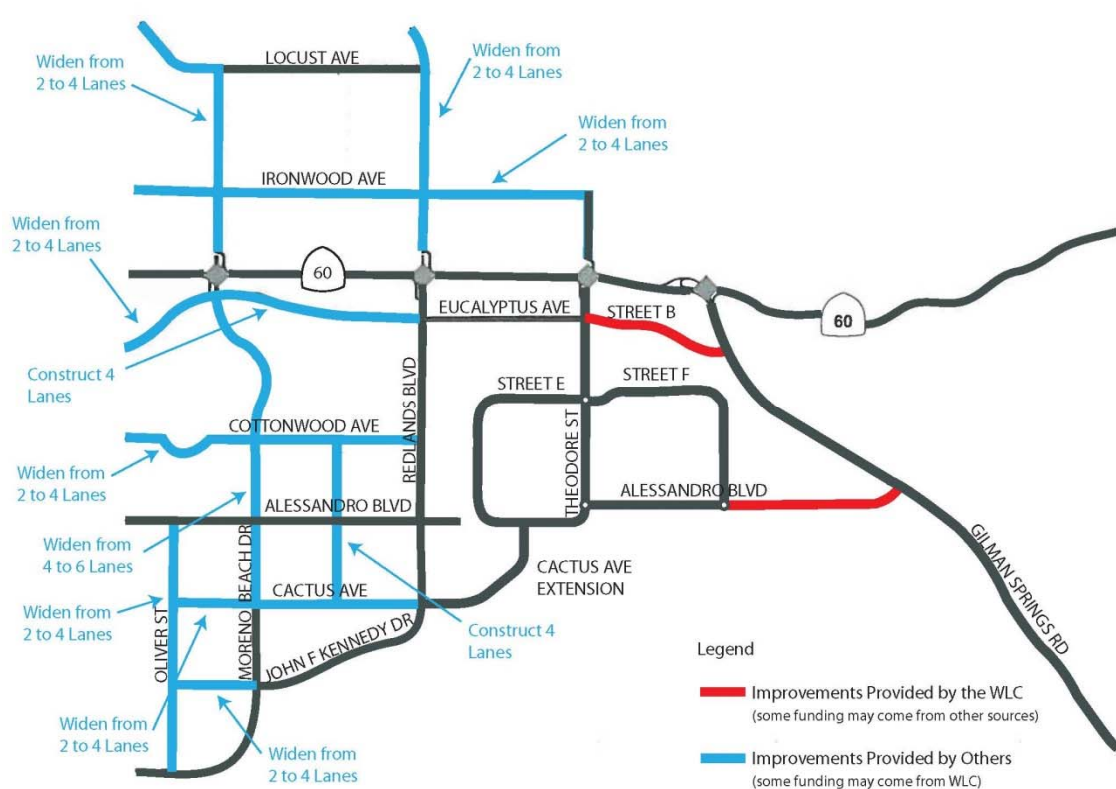 LOCUST AVE
Widen from
2 to 4 Lanes
Widen from
2 to 4 Lanes
Widen from
2 to 4 Lanes
IRONWOOD AVE
Widen from
2 to 4 Lanes
60
EUCALYPTUS AVE
STREET B
60
Construct 4
Lanes
REDLANDS BLVD
STREET E
STREET F
THEODORE ST
COTTONWOOD AVE
Widen from
2 to 4 Lanes
ALESSANDRO BLVD
ALESSANDRO BLVD
Widen from
4 to 6 Lanes
MORENO BEACH DR
CACTUS AVE
CACTUS AVE
EXTENSION
GILMAN SPRINGS RD
Widen from
2 to 4 Lanes
OLIVER ST
JOHN F KENNEDY DR
Construct 4
Lanes
Widen from
2 to 4 Lanes
Widen from
2 to 4 Lanes
Legend
Improvements Provided by the WLC
(some funding may come from other sources)
Improvements Provided by Others
(some funding may come from WLC)